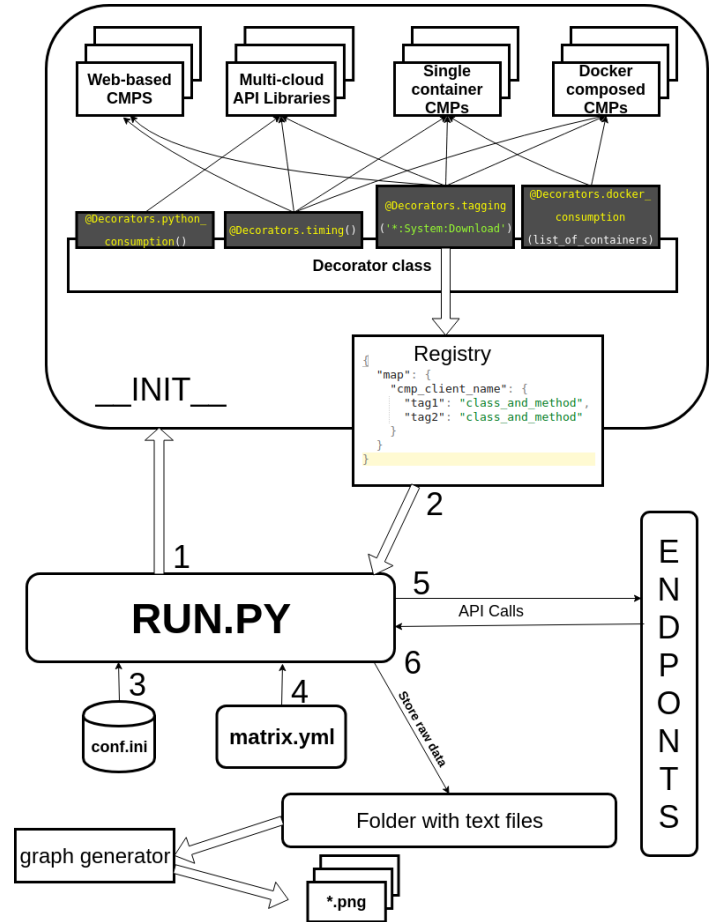 Web-based
CMPS
Multi-cloud
API Libraries
Single
container
CMPs
Docker
composed
CMPs
@Decorators.python_
consumption()
@Decorators.timing()
@Decorators.tagging
('*:System:Download')
@Decorators.docker_
consumption
(list_of_containers)
Decorator class
Registry
{
"map": {
"cmp_client_name": {
"tag1": "class_and_method",
"tag2": "class_and_method"
}
}
}
__INIT__
1
2
RUN.PY
5
API Calls
6
3
4
conf.ini
matrix.yml
Store raw data
ENDPONTS
Folder with text files
graph generator
*.png